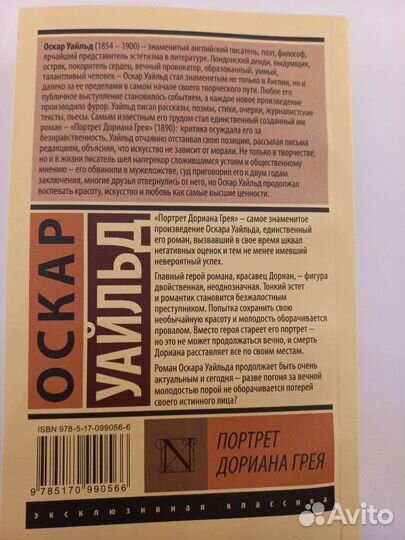 Оскар Уайльд (1854 – 1900) – знаменитый английский писатель, поэт, философ,
ярчайший представитель эстетизма в литературе. Лондонский денди, выдумщик,
остряк, покоритель сердец, вечный провокатор, образованный, умный,
талантливый человек – Оскар Уайльд стал знаменитым не только в Англии, но и
далеко за ее пределами в самом начале своего творческого пути. Любое его
публичное выступление становилось событием, а каждое новое произведение
производило фурор. Уайльд писал рассказы, поэмы, стихи, очерки, журналистские
тексты, пьесы. Самым известным его трудом стал единственный созданный им
роман – «Портрет Дориана Грея» (1890): критика осуждала его за
безнравственность. Уайльд отчаянно отстаивал свою позицию, рассылая письма
редакциям, объясняя, что искусство не зависит от морали. Не только в творчестве,
но и в жизни писатель шел наперекор сложившимся устоям и общественному
мнению – его обвинили в мужеложстве, суд приговорил его к двум годам
заключения, многие друзья отвернулись от него, но Оскар Уайльд продолжал
воспевать красоту, искусство и любовь как самые высшие ценности.
ОСКАР
УАЙЛЬД
«Портрет Дориана Грея» – самое знаменитое
произведение Оскара Уайльда, единственный
его роман, вызвавший в свое время шквал
негативных оценок и тем не менее имевший
невероятный успех.
Главный герой романа, красавец Дориан, – фигура
двойственная, неоднозначная. Тонкий эстет
и романтик становится безжалостным
преступником. Попытка сохранить свою
необычайную красоту и молодость оборачивается
провалом. Вместо героя стареет его портрет –
но это не может продолжаться вечно, и смерть
Дориана расставляет все по своим местам.
Роман Оскара Уайльда продолжает быть очень
актуальным и сегодня – разве погоня за вечной
молодостью порой не оборачивается потерей
своего истинного лица?
ISBN 978-5-17-099056-6
9 785170 990566
N
ПОРТРЕТ
ДОРИАНА ГРЕЯ
эксклюзивная классика
Avito